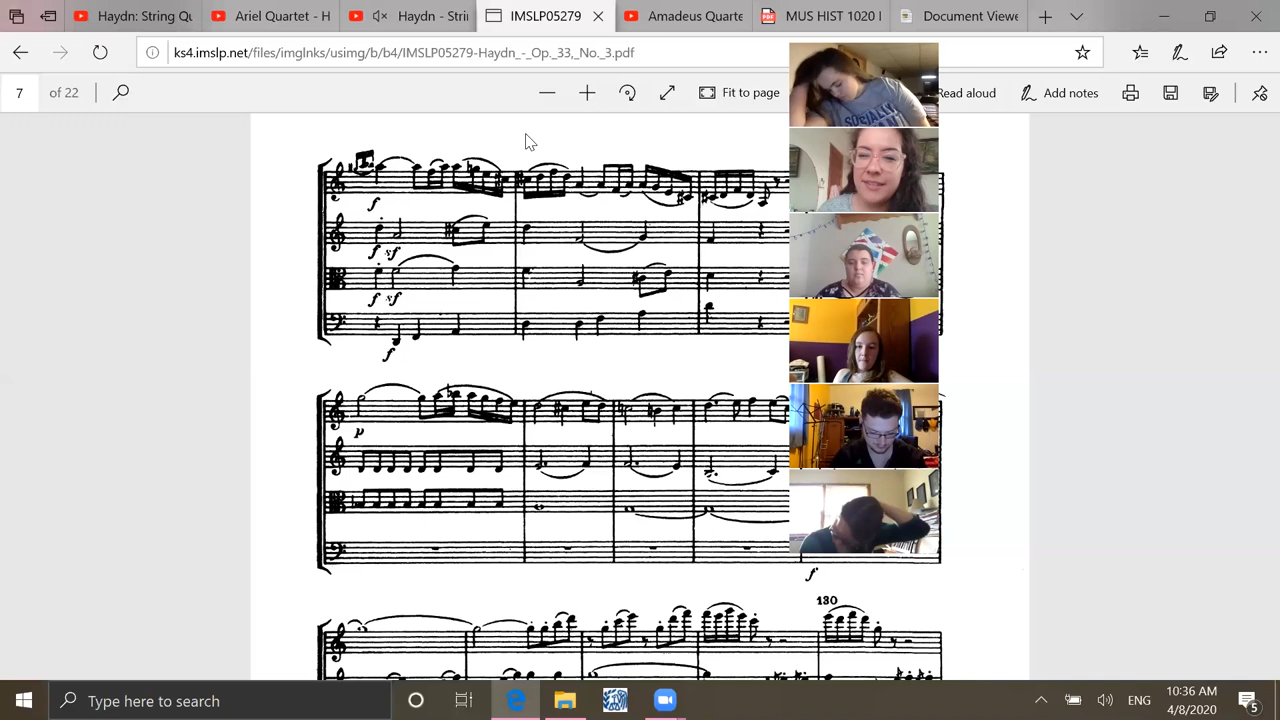 Haydn: String Qu
Ariel Quartet - H
Haydn - Strin
IMSLP05279
Amadeus Quarte
MUS HIST 1020 I
Document Viewe
ks4.imslp.net/files/imglnks/usimg/b/b4/IMSLP05279-Haydn_-_Op._33,_No._3.pdf
7 of 22
Fit to page
Read aloud
Add notes
SOCIALLY
f
f sf
f sf
f
p
f
130
Type here to search
ENG
10:36 AM
4/8/2020
5